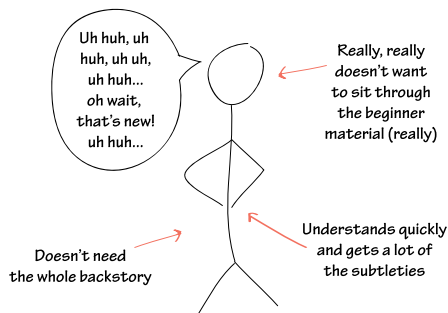 Uh huh, uh
huh, uh uh,
uh huh...
oh wait,
that's new!
uh huh...
Really, really
doesn't want
to sit through
the beginner
material (really)
Understands quickly
and gets a lot of
the subtleties
Doesn't need
the whole backstory